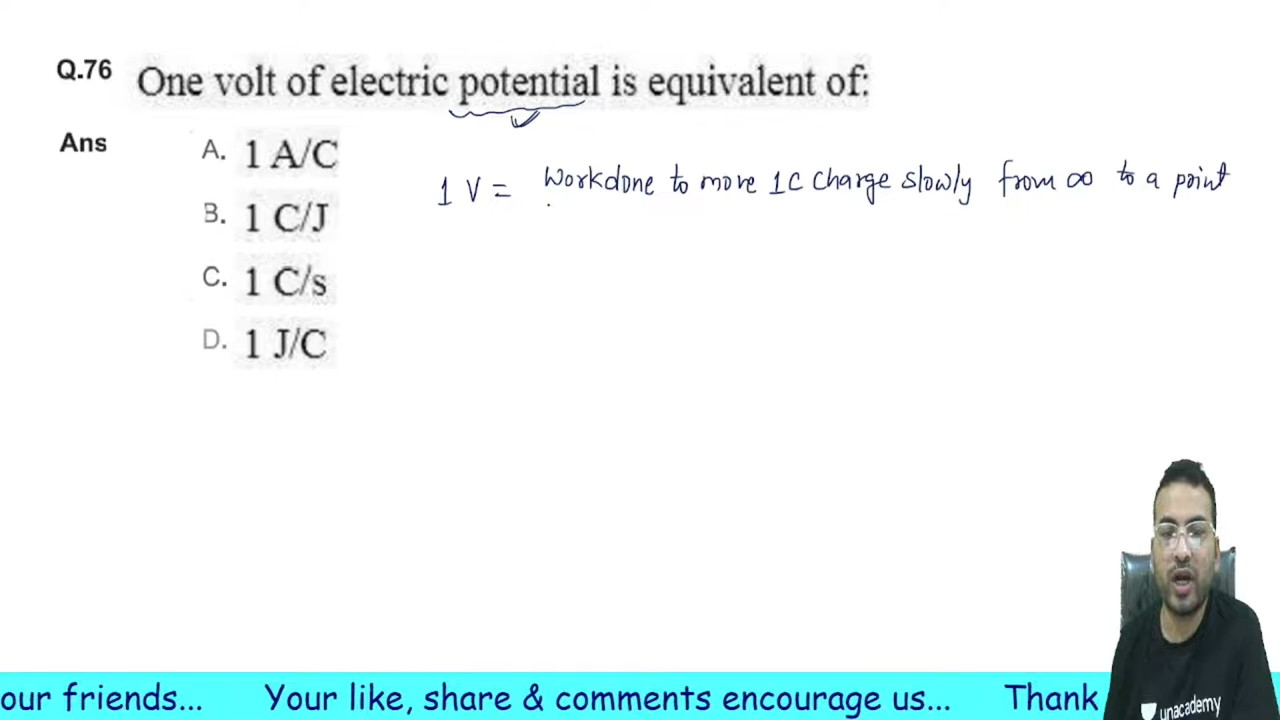 Q.76 One volt of electric potential is equivalent of:
Ans
A. 1 A/C
B. 1 C/J
C. 1 C/s
D. 1 J/C
1 V = Workdone to move 1C charge slowly from ∞ to a point
unacademy
our friends... Your like, share & comments encourage us... Thank